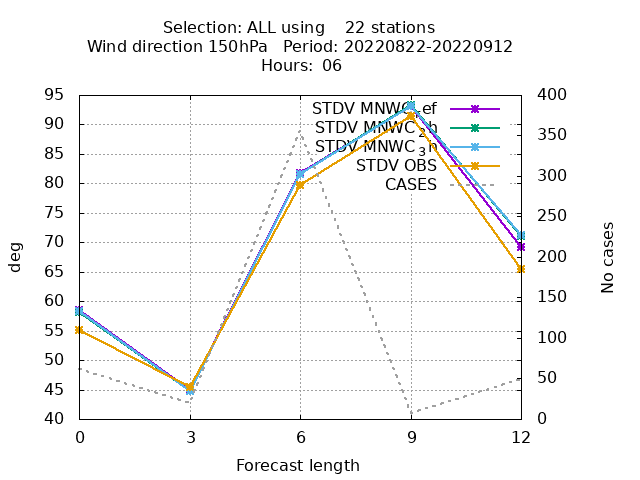 Selection: ALL using    22 stations
Wind direction 150hPa   Period: 20220822-20220912
Hours: 06
95
90
85
80
75
70
65
60
55
50
45
40
400
350
300
250
200
150
100
50
0
STDV MNWC_ref
STDV MNWC_2h
STDV MNWC_3h
STDV OBS
CASES
deg
No cases
0 3 6 9 12
Forecast length